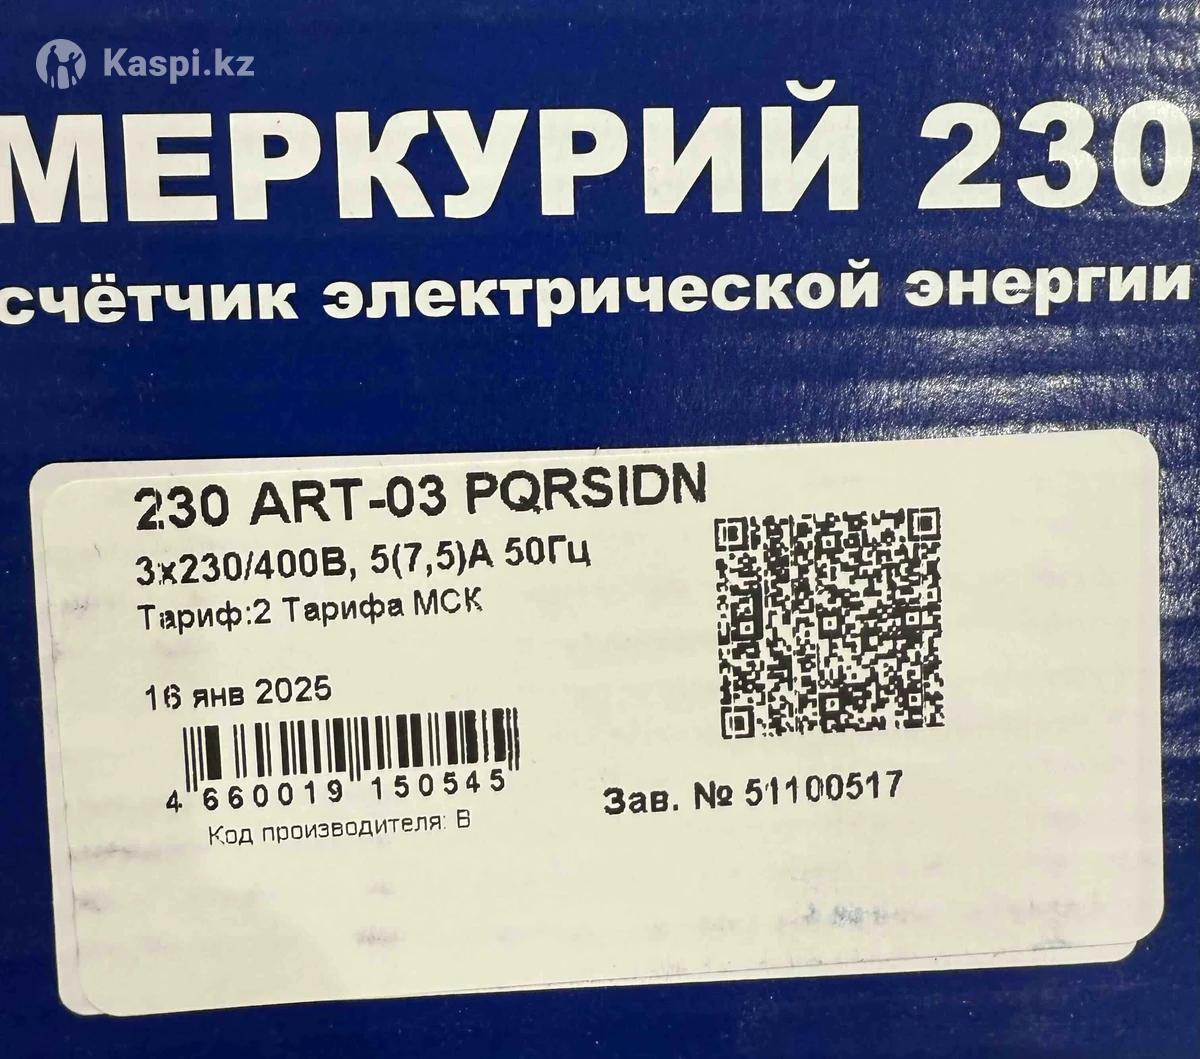 Kaspi.kz
МЕРКУРИЙ 230
счётчик электрической энергии
230 ART-03 PQRSIDN
3x230/400В, 5(7,5)А 50Гц
Тариф:2 Тарифа МСК
16 янв 2025
4 660019 150545
Код производителя: В
Зав. № 51100517